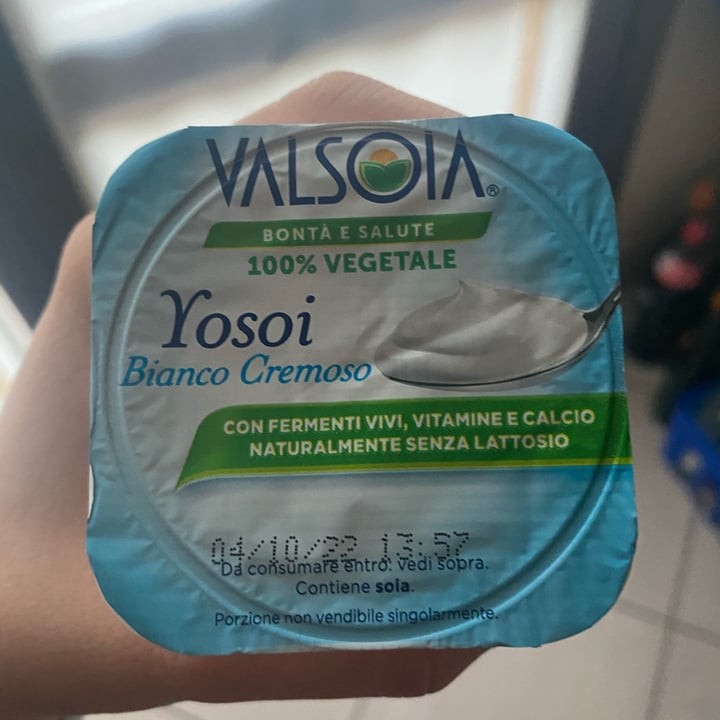 VALSOIA®
BONTÀ E SALUTE
100% VEGETALE
Yosoi
Bianco Cremoso
CON FERMENTI VIVI, VITAMINE E CALCIO
NATURALMENTE SENZA LATTOSIO
04/10/22 13:57
Da consumare entro: vedi sopra.
Contiene soia.
Porzione non vendibile singolarmente.